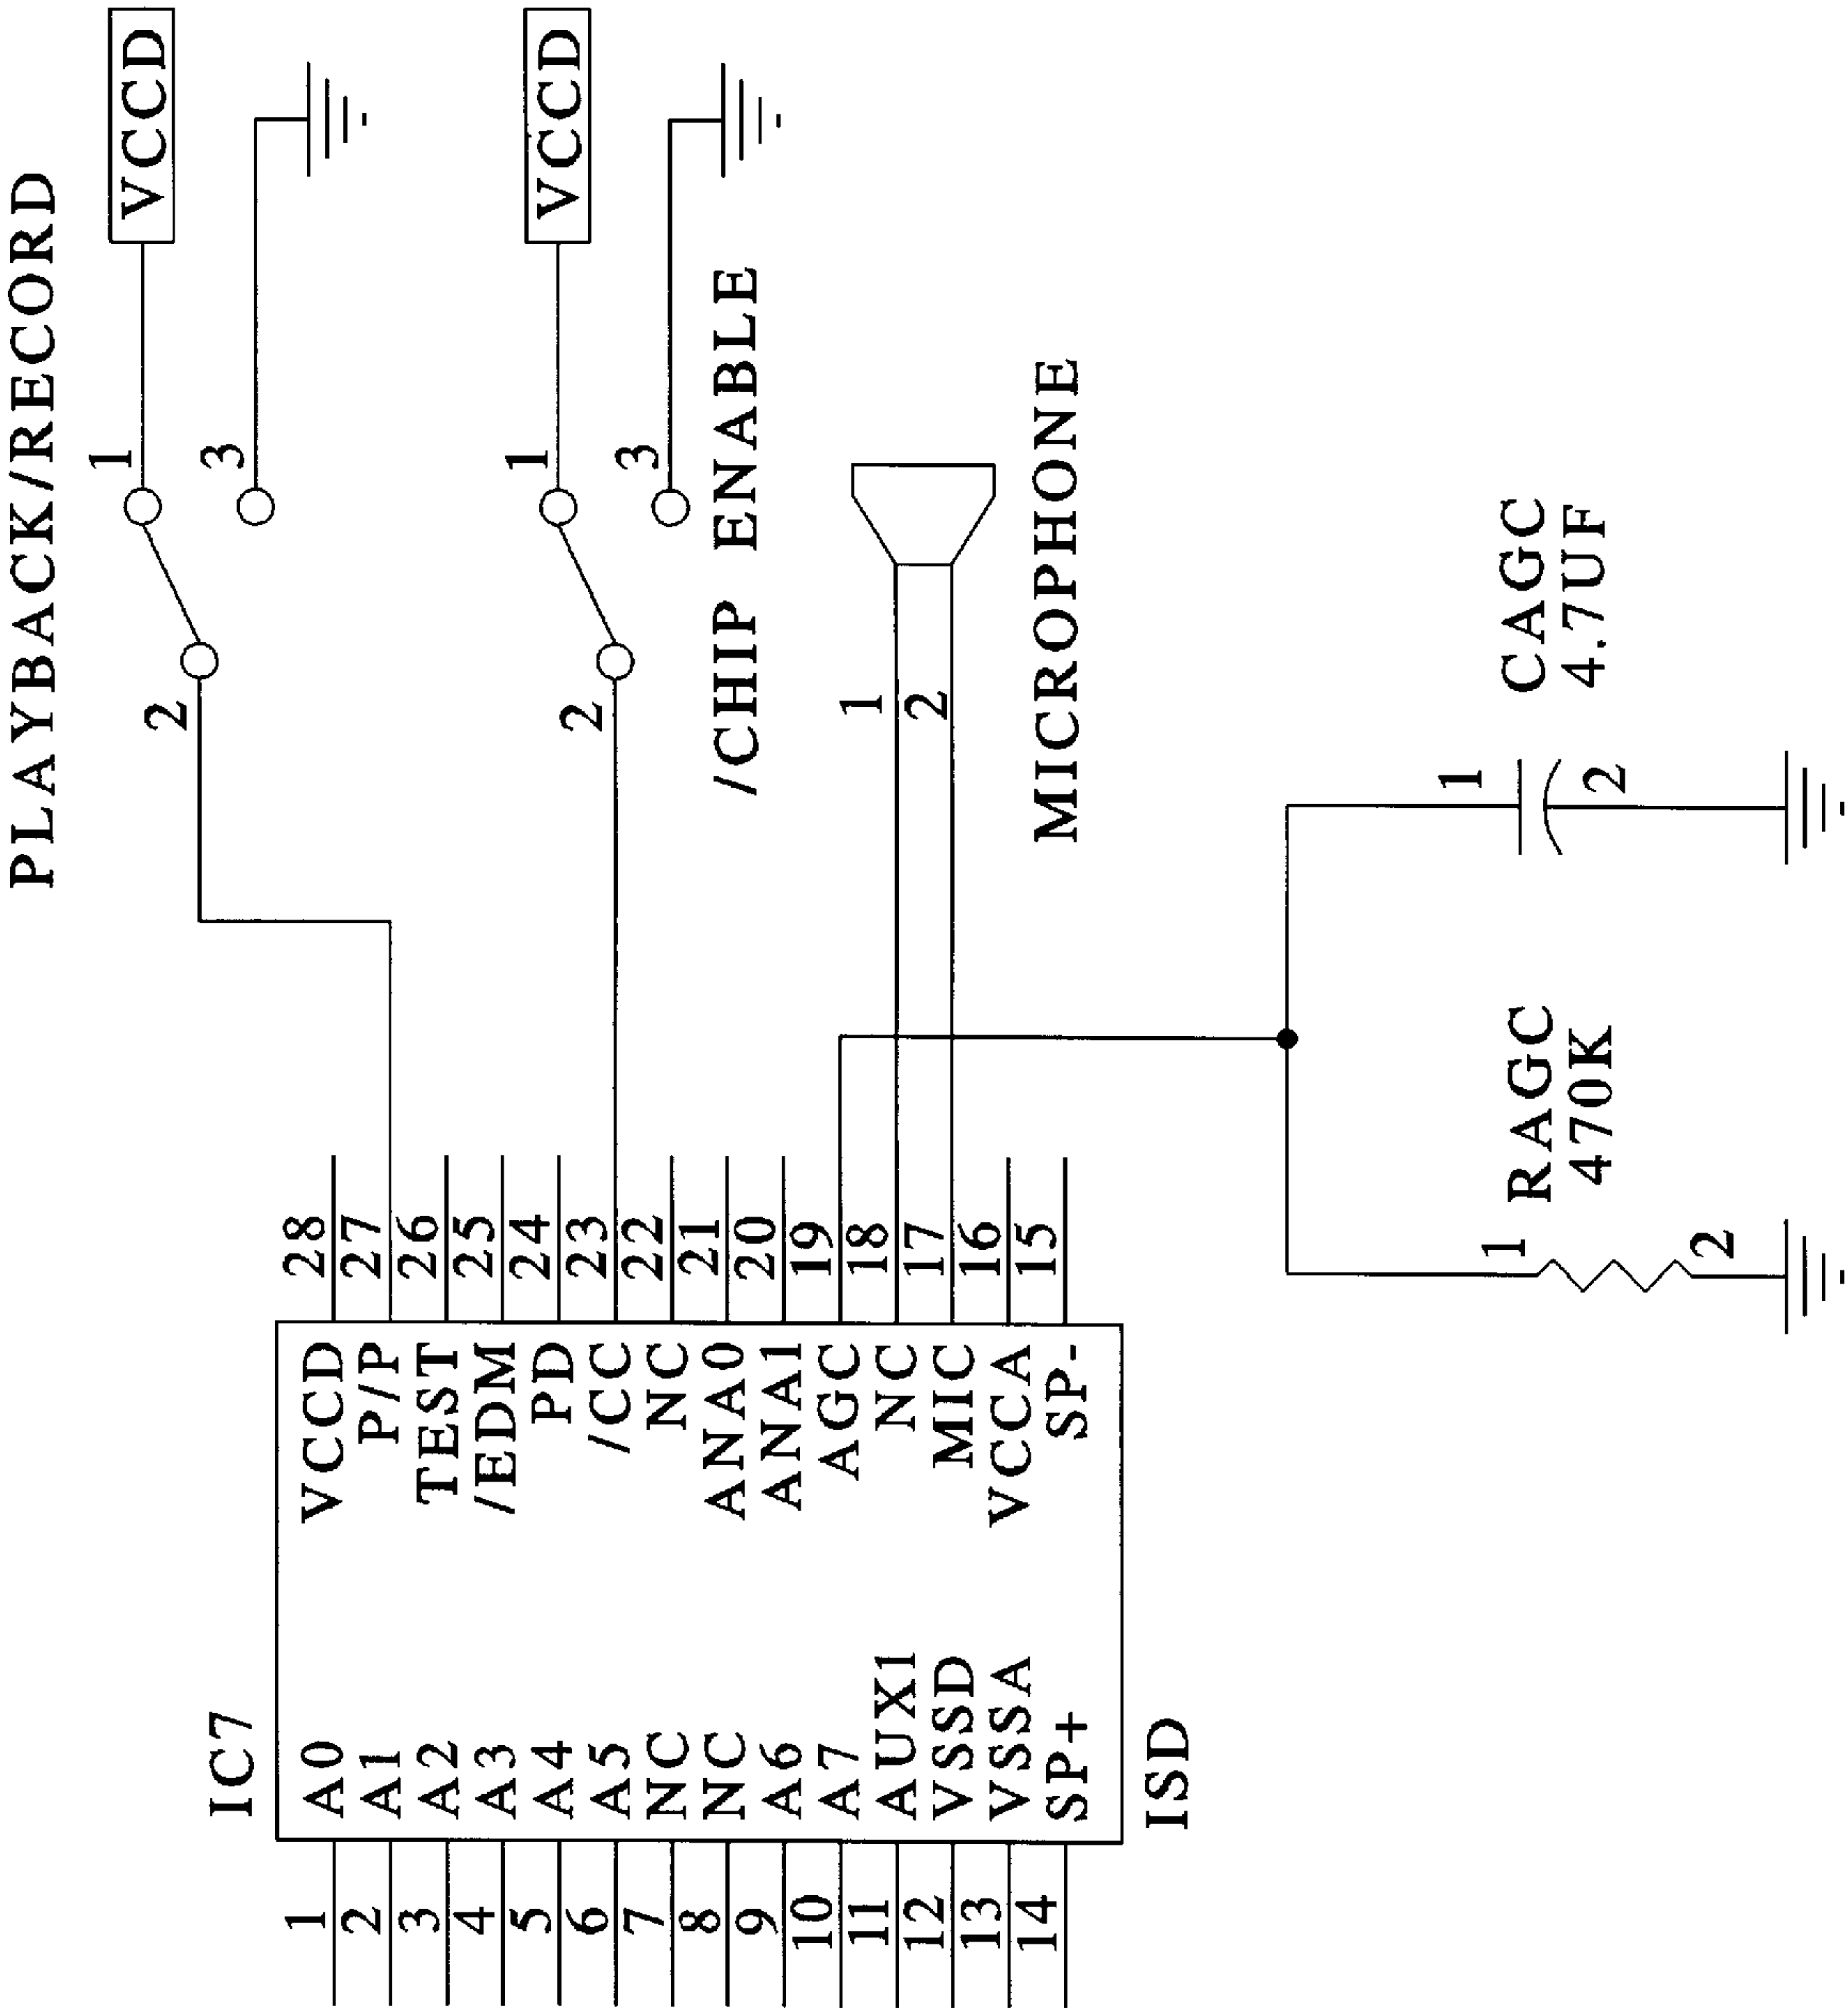 PLAYBACK/RECORD
1
VCCD
2
3
1
VCCD
2
3
/CHIP ENABLE
1
2
MICROPHONE
IC7
1 A0 VCCD 28
2 A1 P/P 27
3 A2 TEST 26
4 A3 /EDM 25
5 A4 PD 24
6 A5 /CC 23
7 NC NC 22
8 NC ANA0 21
9 A6 ANA1 20
10 A7 AGC 19
11 AUX1 NC 18
12 VSSD MIC 17
13 VSSA VCCA 16
14 SP+ SP- 15
ISD
1
RAGC
470K
2
1
CAGC
4.7UF
2